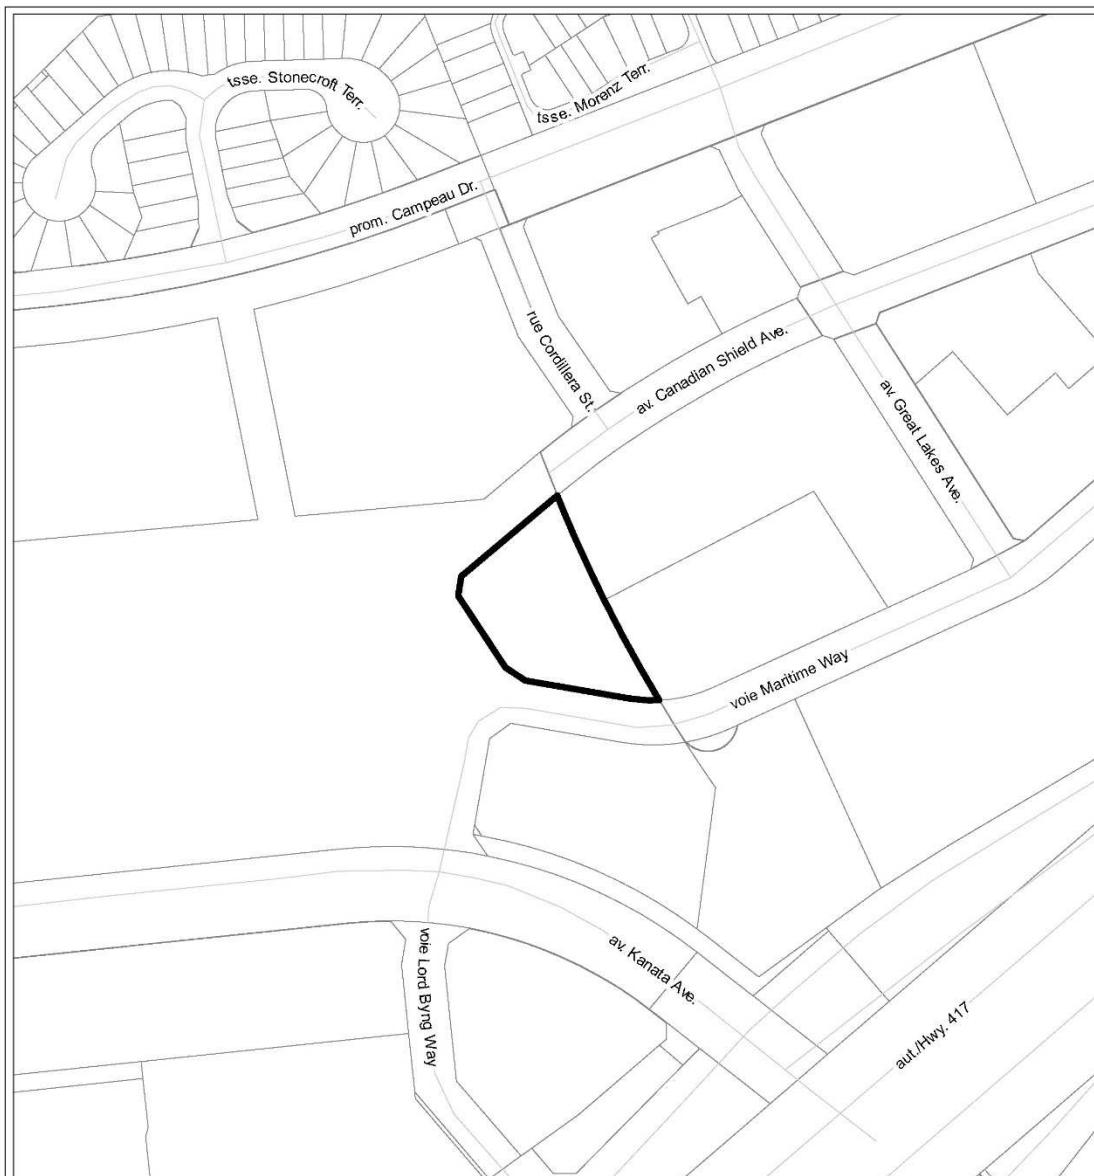 tsse. Stonecroft Terr.
tsse. Morenz Terr.
prom. Campeau Dr.
rue Cordillera St.
av. Canadian Shield Ave.
av. Great Lakes Ave.
voie Maritime Way
av. Kanata Ave.
voie Lord Byng Way
aut./Hwy. 417